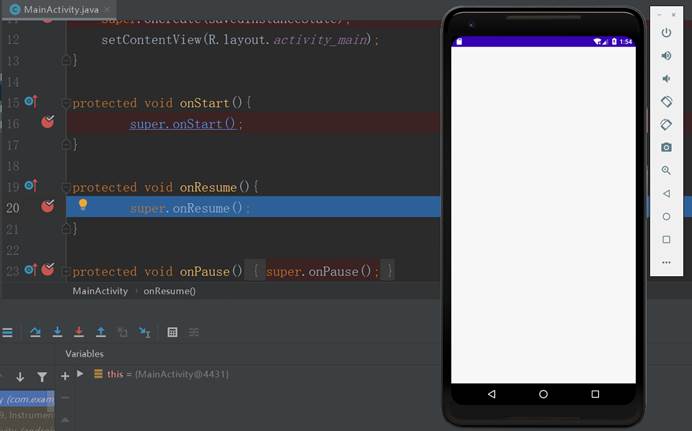 MainActivity.java
11 super.onCreate(savedInstanceState);
12 setContentView(R.layout.activity_main);
13 }
14
15 protected void onStart(){
16 super.onStart();
17 }
18
19 protected void onResume(){
20 super.onResume();
21 }
22
23 protected void onPause() { super.onPause(); }
MainActivity › onResume()
Variables
this = (MainActivity@4431)
y (com.exam
9, Instrumen
1:54